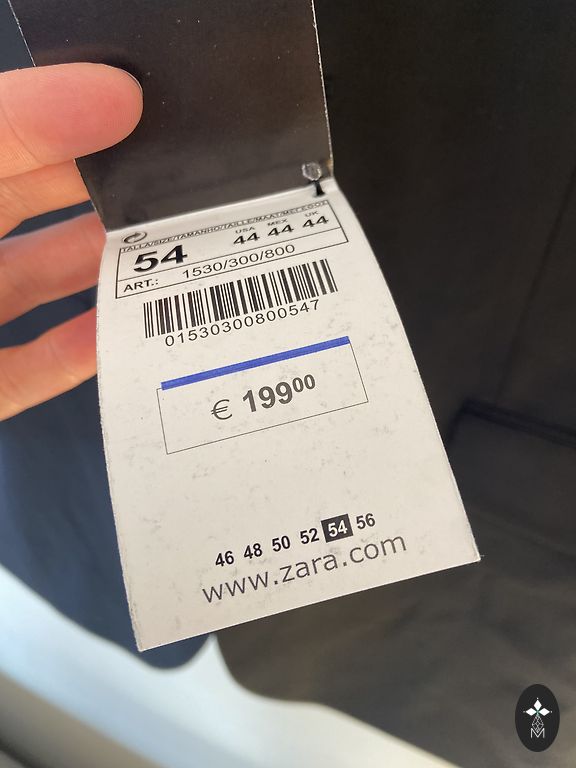 TALLA/SIZE/TAMANHO/TAILLE/MAAT/ΜΕΓΕΘΟΣ
54 USA 44 MEX 44 UK 44
ART.: 1530/300/800
01530300800547
€ 19900
46 48 50 52 54 56
www.zara.com
M